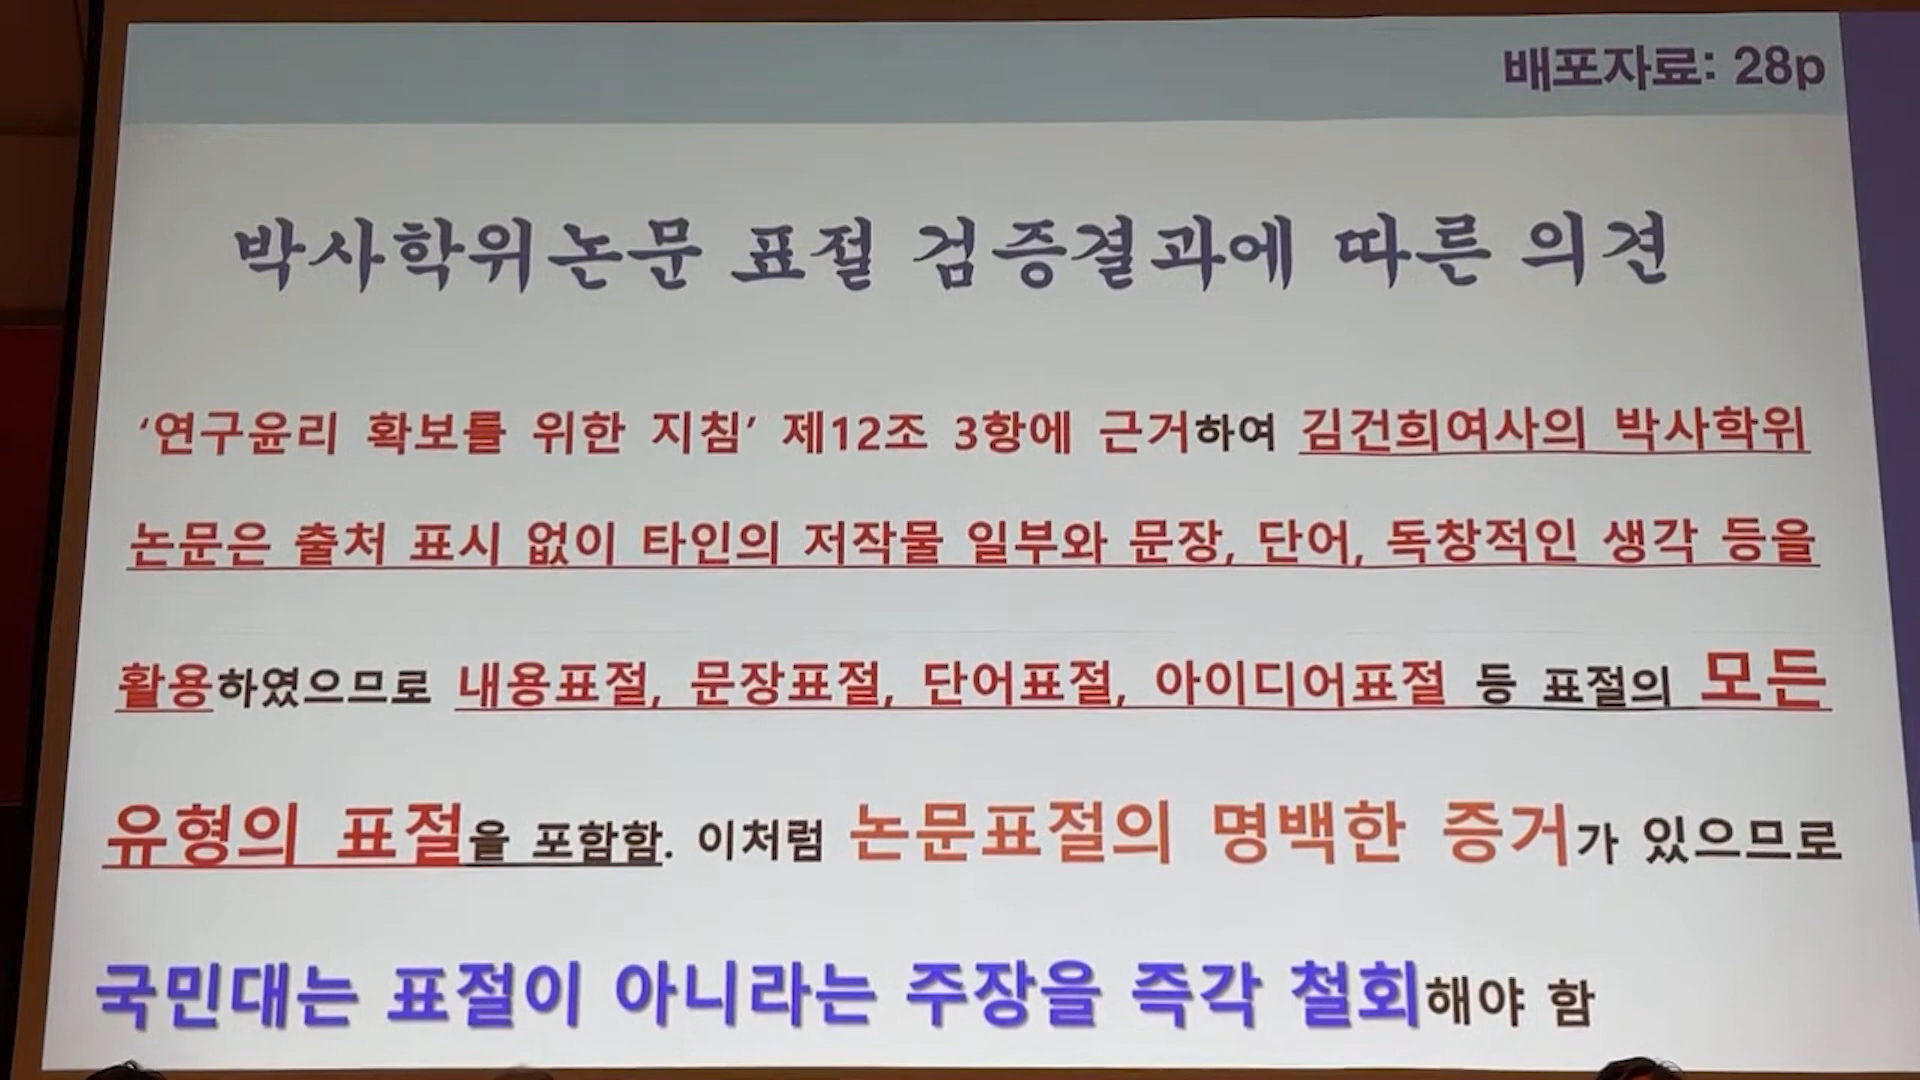 배포자료: 28p
박사학위논문 표절 검증결과에 따른 의견
‘연구윤리 확보를 위한 지침’ 제12조 3항에 근거하여 김건희여사의 박사학위
논문은 출처 표시 없이 타인의 저작물 일부와 문장, 단어, 독창적인 생각 등을
활용하였으므로 내용표절, 문장표절, 단어표절, 아이디어표절 등 표절의 모든
유형의 표절을 포함함. 이처럼 논문표절의 명백한 증거가 있으므로
국민대는 표절이 아니라는 주장을 즉각 철회해야 함